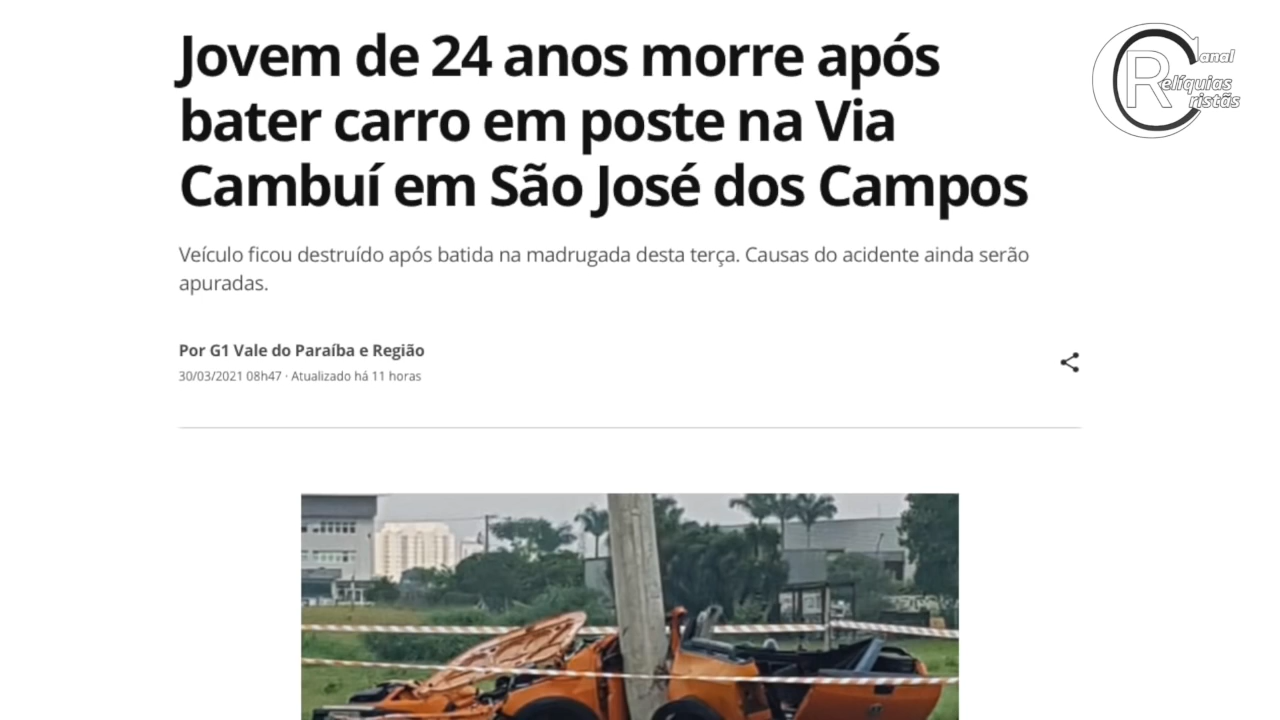 Jovem de 24 anos morre após
bater carro em poste na Via
Cambuí em São José dos Campos
Canal
Relíquias
Cristãs
Veículo ficou destruído após batida na madrugada desta terça. Causas do acidente ainda serão
apuradas.
Por G1 Vale do Paraíba e Região
30/03/2021 08h47 · Atualizado há 11 horas